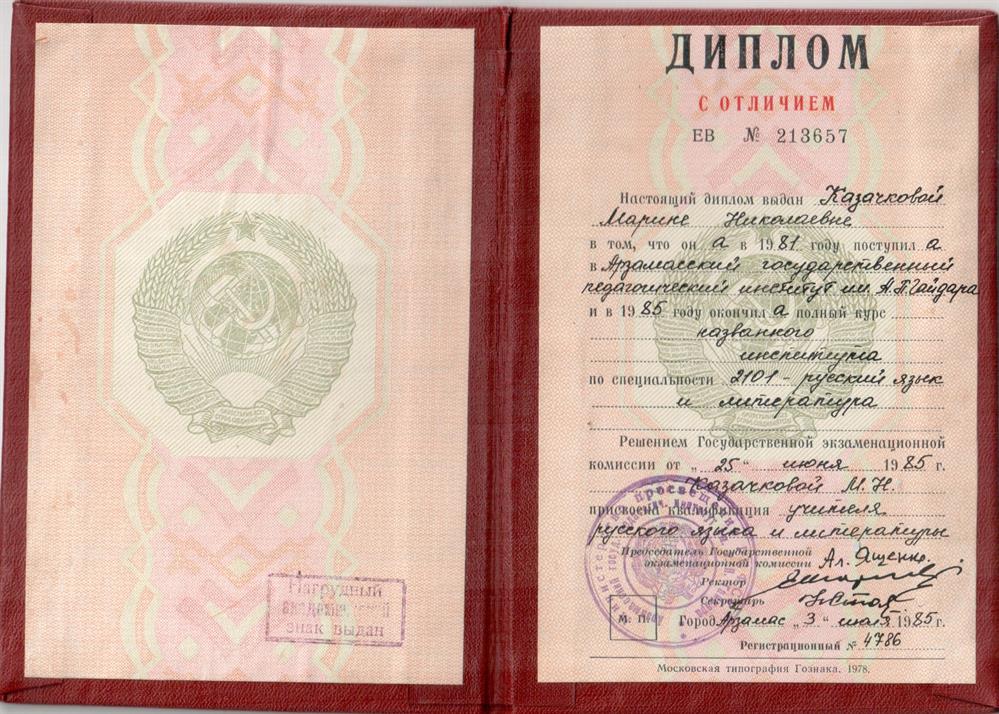 Нагрудный
знак выдан
ДИПЛОМ
С ОТЛИЧИЕМ
ЕВ № 213657
Настоящий диплом выдан Казачковой
Марине Николаевне
в том, что он а в 1981 году поступил а
в Арзамасский государственный
педагогический институт им. А.П.Гайдара
и в 1985 году окончил а полный курс
названного
института
по специальности 2101 - русский язык
и литература
Решением Государственной экзаменационной
комиссии от „25“ июня 1985 г.
Казачковой М.Н.
присвоена квалификация учителя
русского языка и литературы
Председатель Государственной
экзаменационной комиссии Ал. Ященко
Ректор
Секретарь
М. П.
Город Арзамас „3“ июля 1985 г.
Регистрационный № 4786
Московская типография Гознака. 1978.